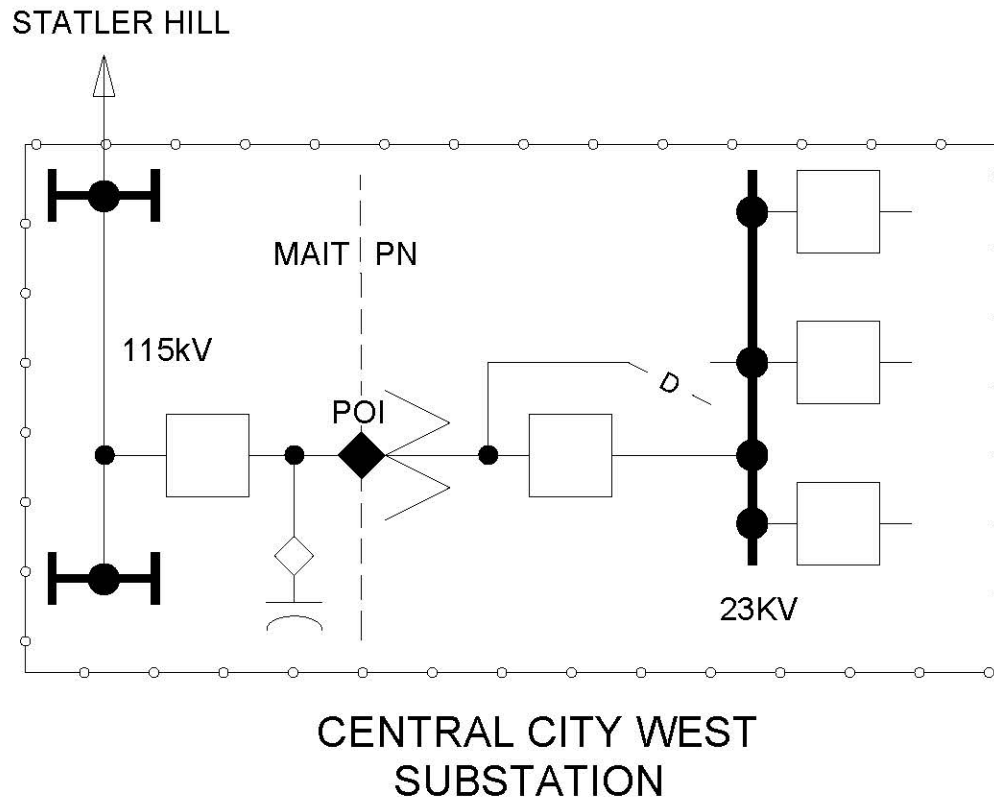 STATLER HILL
MAIT PN
115kV
D
POI
23KV
CENTRAL CITY WEST
SUBSTATION